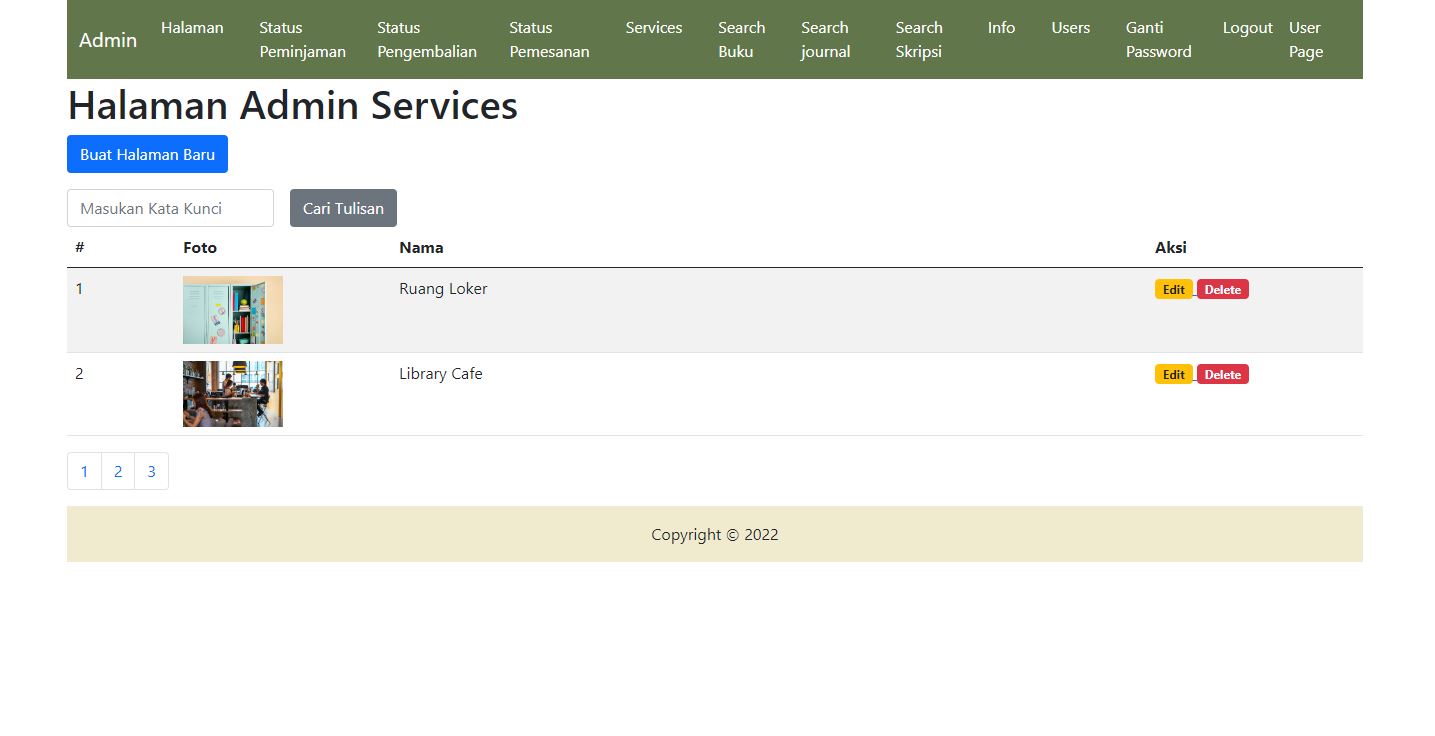 Admin Halaman Status Peminjaman Status Pengembalian Status Pemesanan Services Search Buku Search journal Search Skripsi Info Users Ganti Password Logout User Page
Halaman Admin Services
Buat Halaman Baru
Masukan Kata Kunci Cari Tulisan
# Foto Nama Aksi
1 Ruang Loker Edit Delete
2 Library Cafe Edit Delete
1 2 3
Copyright © 2022